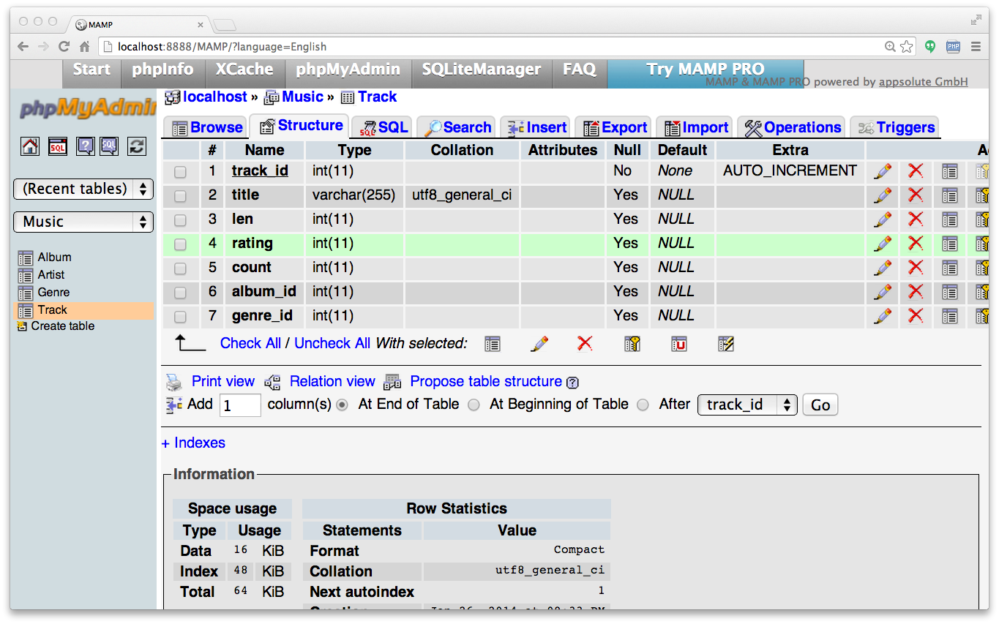 MAMP
localhost:8888/MAMP/?language=English
PHP
Start phpInfo XCache phpMyAdmin SQLiteManager FAQ Try MAMP PRO
MAMP & MAMP PRO powered by appsolute GmbH
phpMyAdmin
localhost » Music » Track
Browse Structure SQL Search Insert Export Import Operations Triggers
SQL ? SQL
(Recent tables)
Music
Album
Artist
Genre
Track
Create table
# Name Type Collation Attributes Null Default Extra
1 track_id int(11) No None AUTO_INCREMENT
2 title varchar(255) utf8_general_ci Yes NULL
3 len int(11) Yes NULL
4 rating int(11) Yes NULL
5 count int(11) Yes NULL
6 album_id int(11) Yes NULL
7 genre_id int(11) Yes NULL
Check All / Uncheck All With selected:
Print view Relation view Propose table structure ?
Add 1 column(s) At End of Table At Beginning of Table After track_id Go
+ Indexes
Information
Space usage
Type Usage
Data 16 KiB
Index 48 KiB
Total 64 KiB
Row Statistics
Statements Value
Format Compact
Collation utf8_general_ci
Next autoindex 1